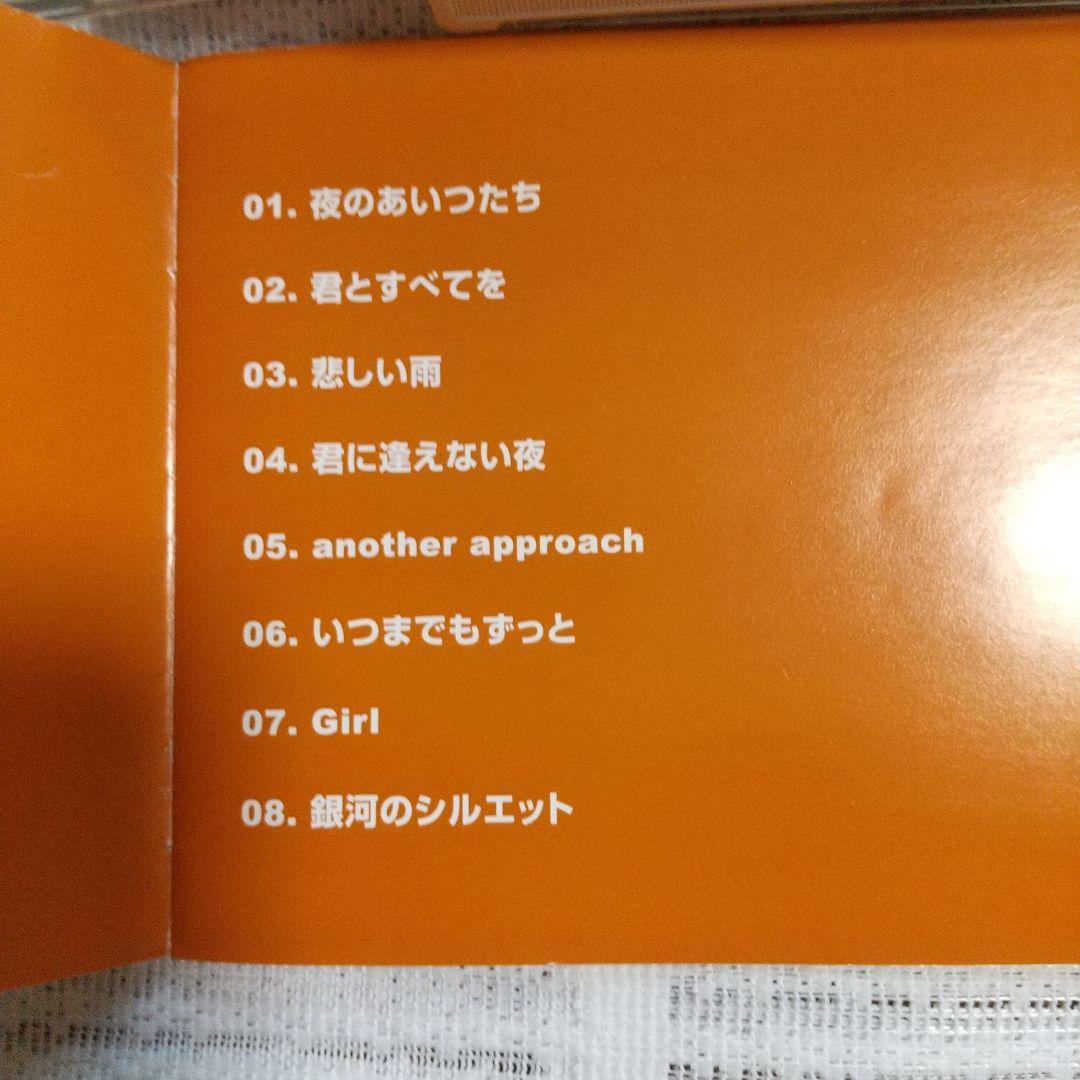 01. 夜のあいつたち
02. 君とすべてを
03. 悲しい雨
04. 君に逢えない夜
05. another approach
06. いつまでもずっと
07. Girl
08. 銀河のシルエット